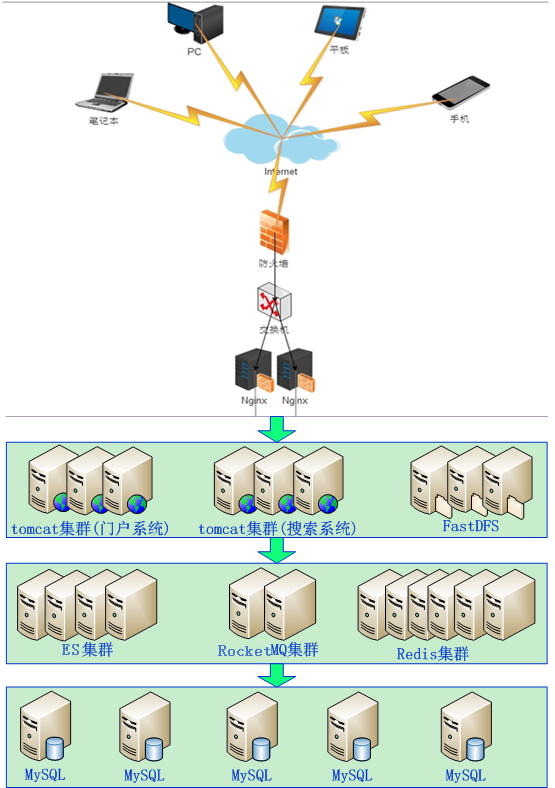 PC
平板
笔记本
手机
Internet
防火墙
交换机
Nginx
Nginx
tomcat集群(门户系统)
tomcat集群(搜索系统)
FastDFS
ES集群
RocketMQ集群
Redis集群
MySQL
MySQL
MySQL
MySQL
MySQL